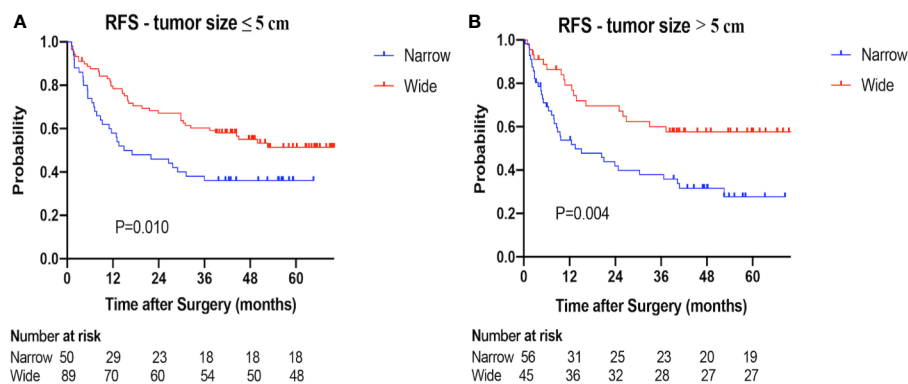 A
RFS - tumor size ≤ 5 cm
Probability
1.0
0.8
0.6
0.4
0.2
0.0
P=0.010
Narrow
Wide
0 12 24 36 48 60
Time after Surgery (months)
Number at risk
Narrow 50 29 23 18 18 18
Wide 89 70 60 54 50 48
B
RFS - tumor size > 5 cm
Probability
1.0
0.8
0.6
0.4
0.2
0.0
P=0.004
Narrow
Wide
0 12 24 36 48 60
Time after Surgery (months)
Number at risk
Narrow 56 31 25 23 20 19
Wide 45 36 32 28 27 27